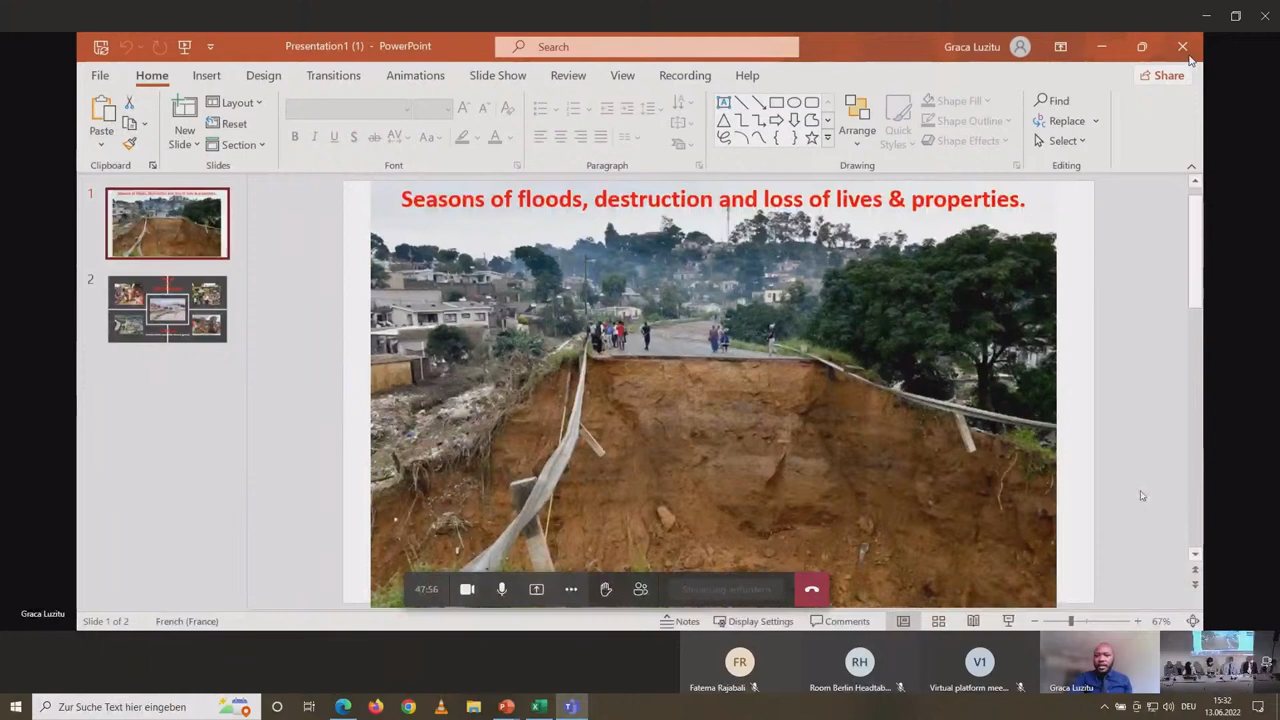 Presentation1 (1) - PowerPoint
Search
Graca Luzitu
File Home Insert Design Transitions Animations Slide Show Review View Recording Help
Share
Paste
New
Slide
Layout
Reset
Section
Aa
Arrange
Quick
Styles
Shape Fill
Shape Outline
Shape Effects
Find
Replace
Select
Clipboard Slides Font Paragraph Drawing Editing
1
2
Seasons of floods, destruction and loss of lives & properties.
47:56
Graca Luzitu
Slide 1 of 2 French (France) Notes Display Settings Comments 67%
FR RH V1
Fatema Rajabali Room Berlin Headtab... Virtual platform mee... Graca Luzitu
Zur Suche Text hier eingeben
DEU
15:32
13.06.2022